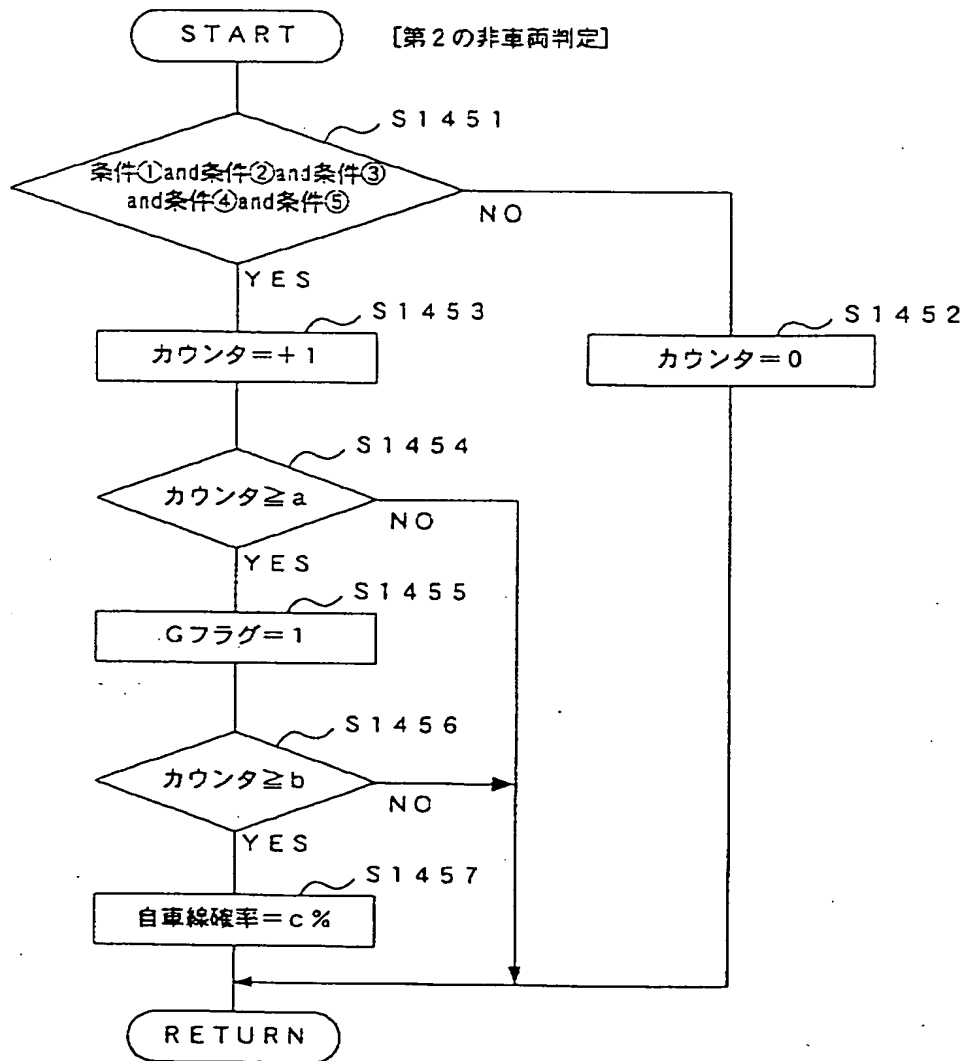 START
[第2の非車両判定]
S1451
条件①and条件②and条件③
and条件④and条件⑤
NO
YES
S1453
カウンタ=+1
S1452
カウンタ=0
S1454
カウンタ≧a
NO
YES
S1455
Gフラグ=1
S1456
カウンタ≧b
NO
YES
S1457
自車線確率=c%
RETURN